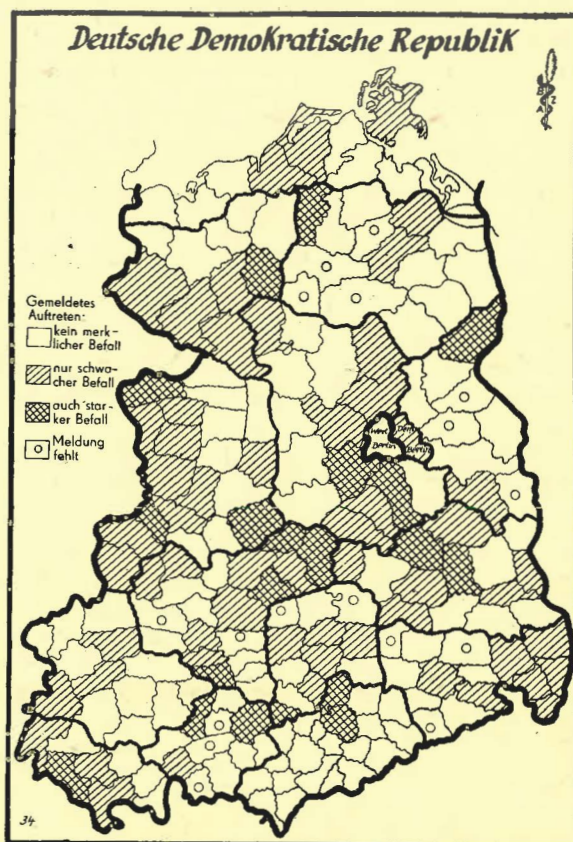 Deutsche Demokratische Republik
Gemeldetes
Auftreten:
kein merk-
licher Befall
nur schwa-
cher Befall
auch star-
ker Befall
Meldung
fehlt
Berlin
Berlin
34